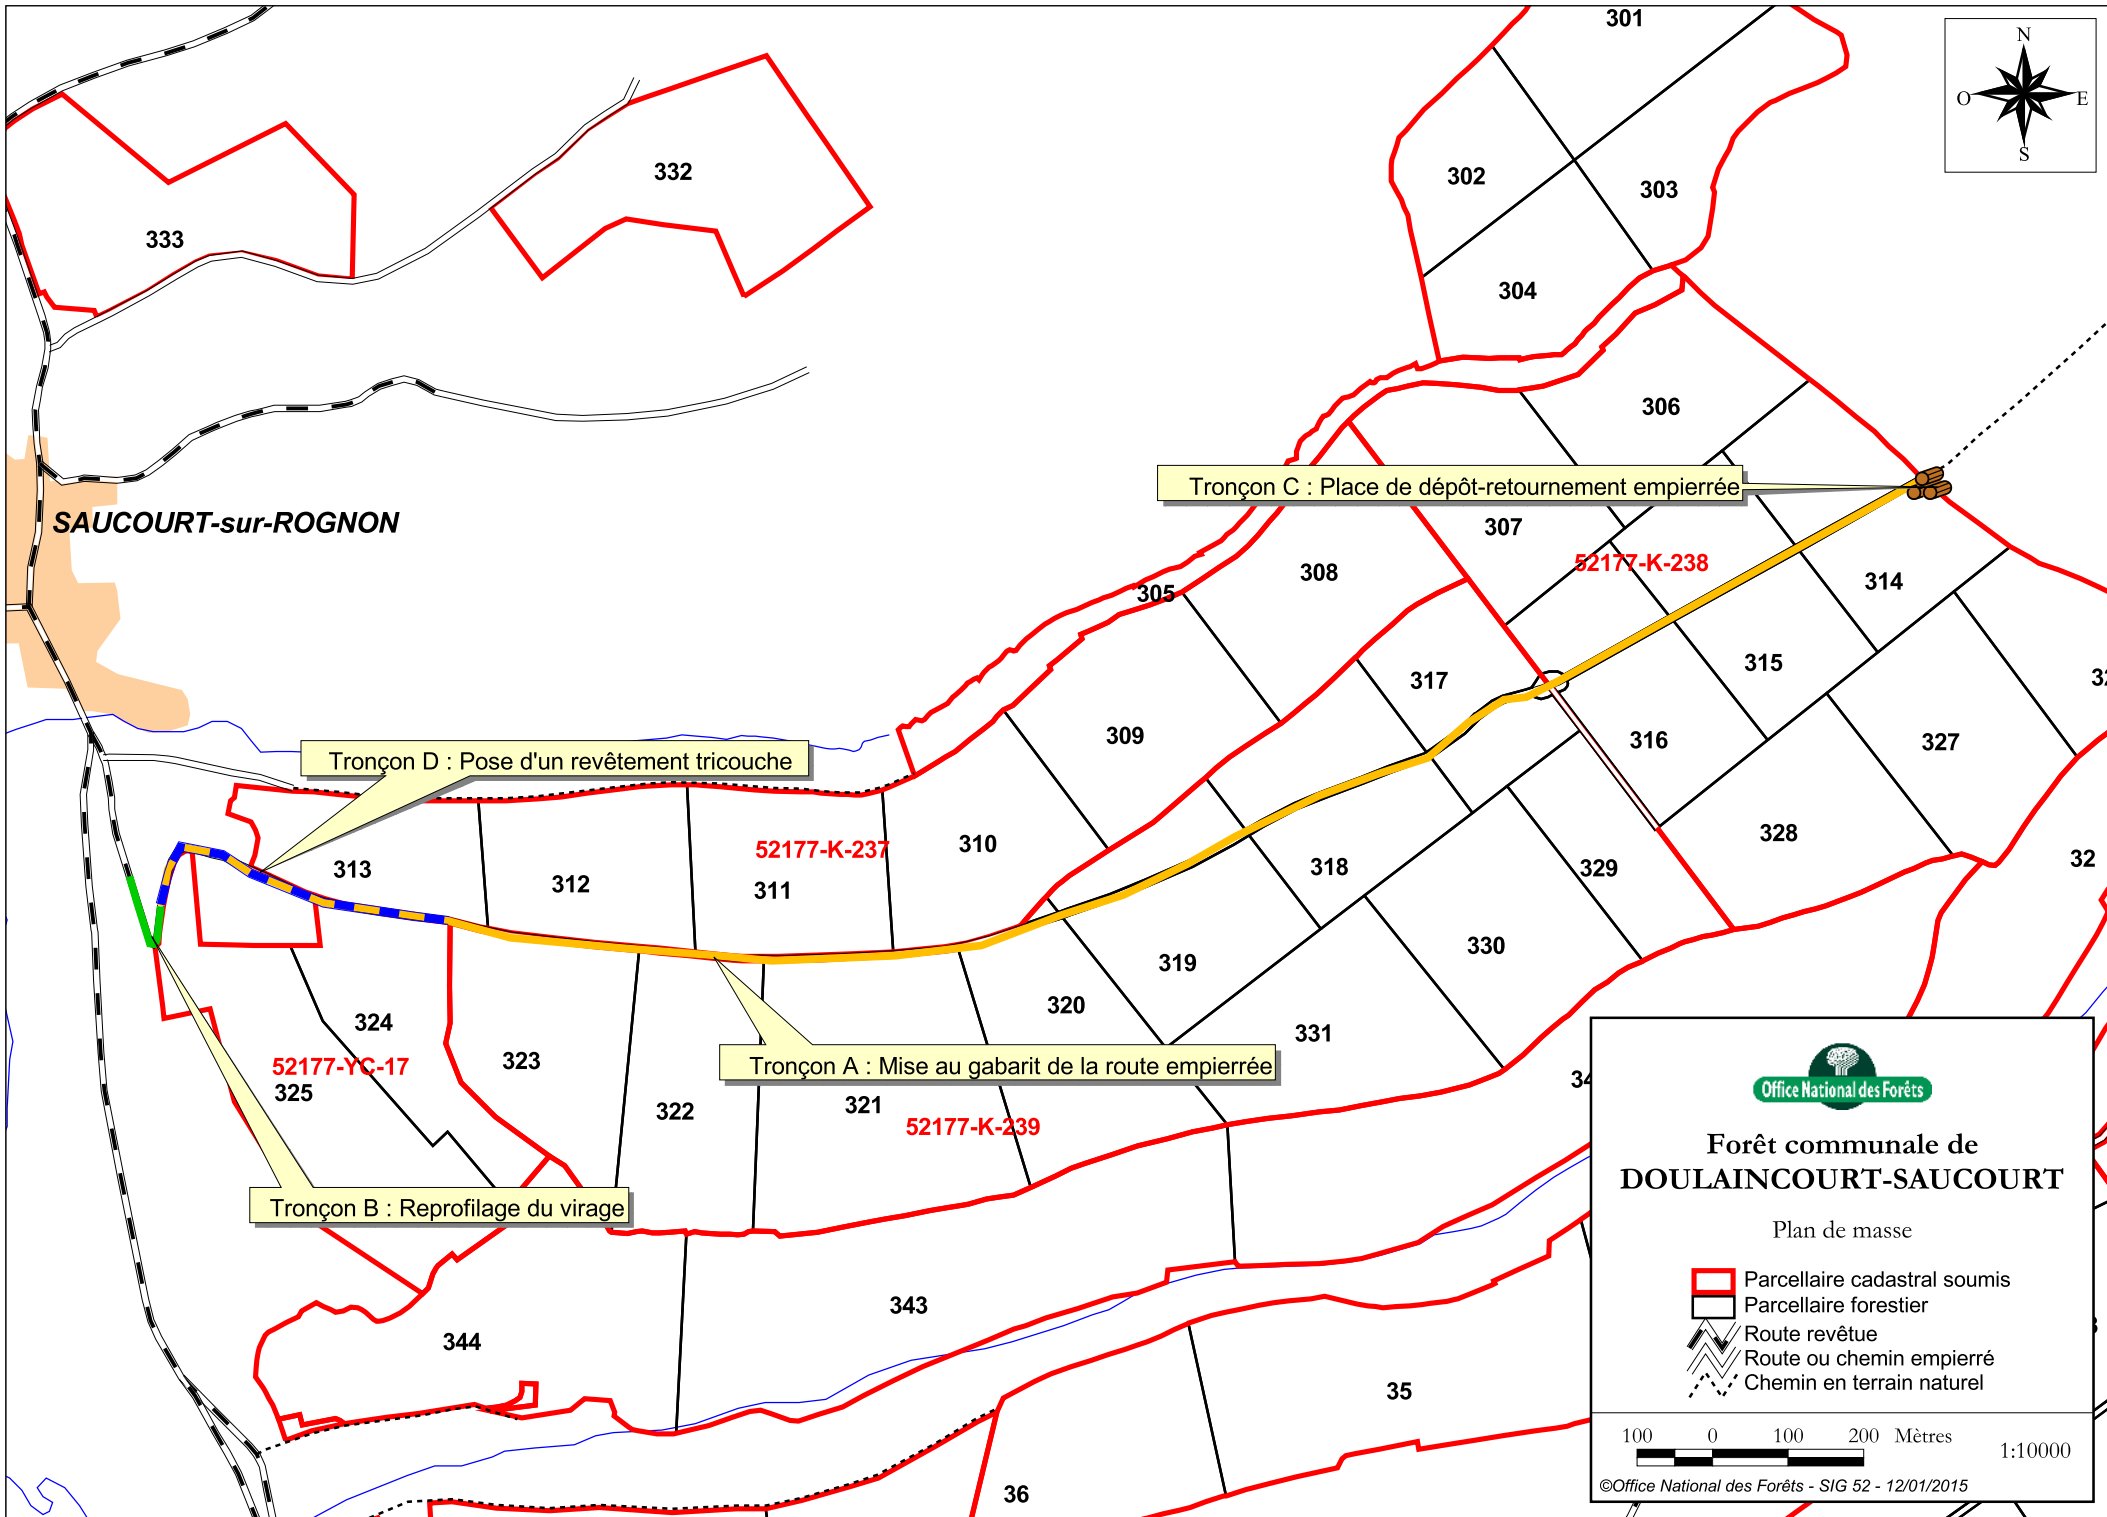 301
N
O
E
S
332
302
303
333
304
306
Tronçon C : Place de dépôt-retournement empierrée
SAUCOURT-sur-ROGNON
307
52177-K-238
308
314
305
315
317
309
316
327
Tronçon D : Pose d'un revêtement tricouche
328
52177-K-237
310
313
312
311
318
329
32
330
319
320
324
331
323
52177-YC-17
325
Tronçon A : Mise au gabarit de la route empierrée
322
321
52177-K-239
34
Tronçon B : Reprofilage du virage
343
344
35
36
Office National des Forêts
Forêt communale de
DOULAINCOURT-SAUCOURT
Plan de masse
Parcellaire cadastral soumis
Parcellaire forestier
Route revêtue
Route ou chemin empierré
Chemin en terrain naturel
100 0 100 200 Mètres
1:10000
©Office National des Forêts - SIG 52 - 12/01/2015